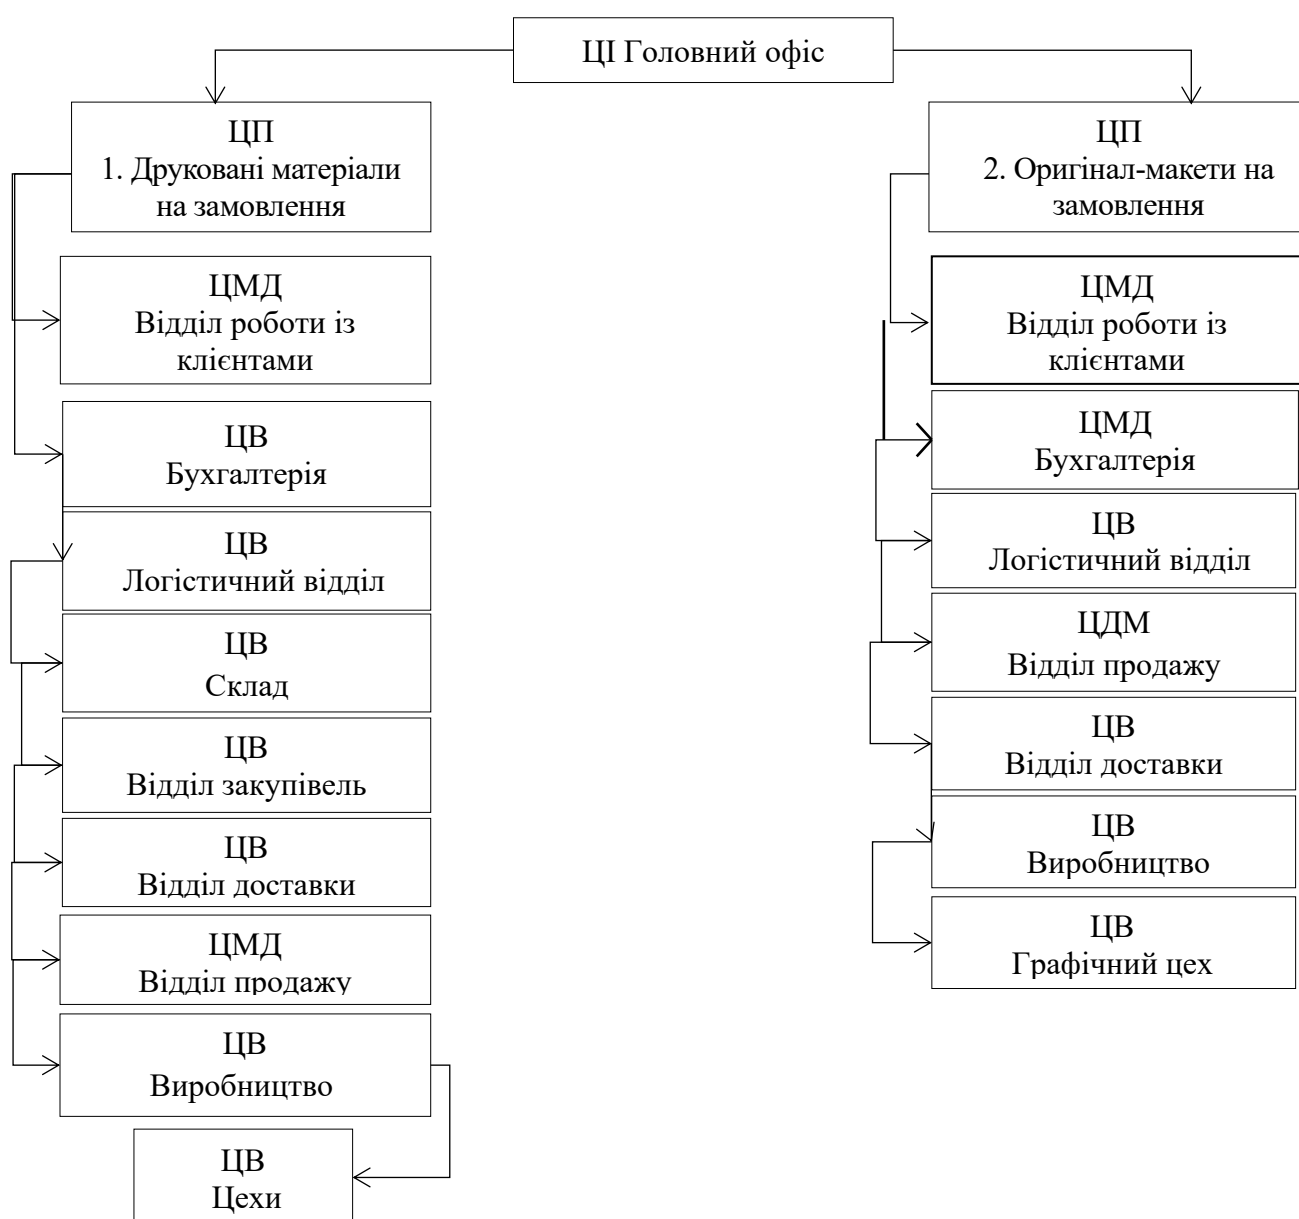 ЦІ Головний офіс
ЦП
1. Друковані матеріали
на замовлення
ЦМД
Відділ роботи із
клієнтами
ЦВ
Бухгалтерія
ЦВ
Логістичний відділ
ЦВ
Склад
ЦВ
Відділ закупівель
ЦВ
Відділ доставки
ЦМД
Відділ продажу
ЦВ
Виробництво
ЦВ
Цехи
ЦП
2. Оригінал-макети на
замовлення
ЦМД
Відділ роботи із
клієнтами
ЦМД
Бухгалтерія
ЦВ
Логістичний відділ
ЦДМ
Відділ продажу
ЦВ
Відділ доставки
ЦВ
Виробництво
ЦВ
Графічний цех